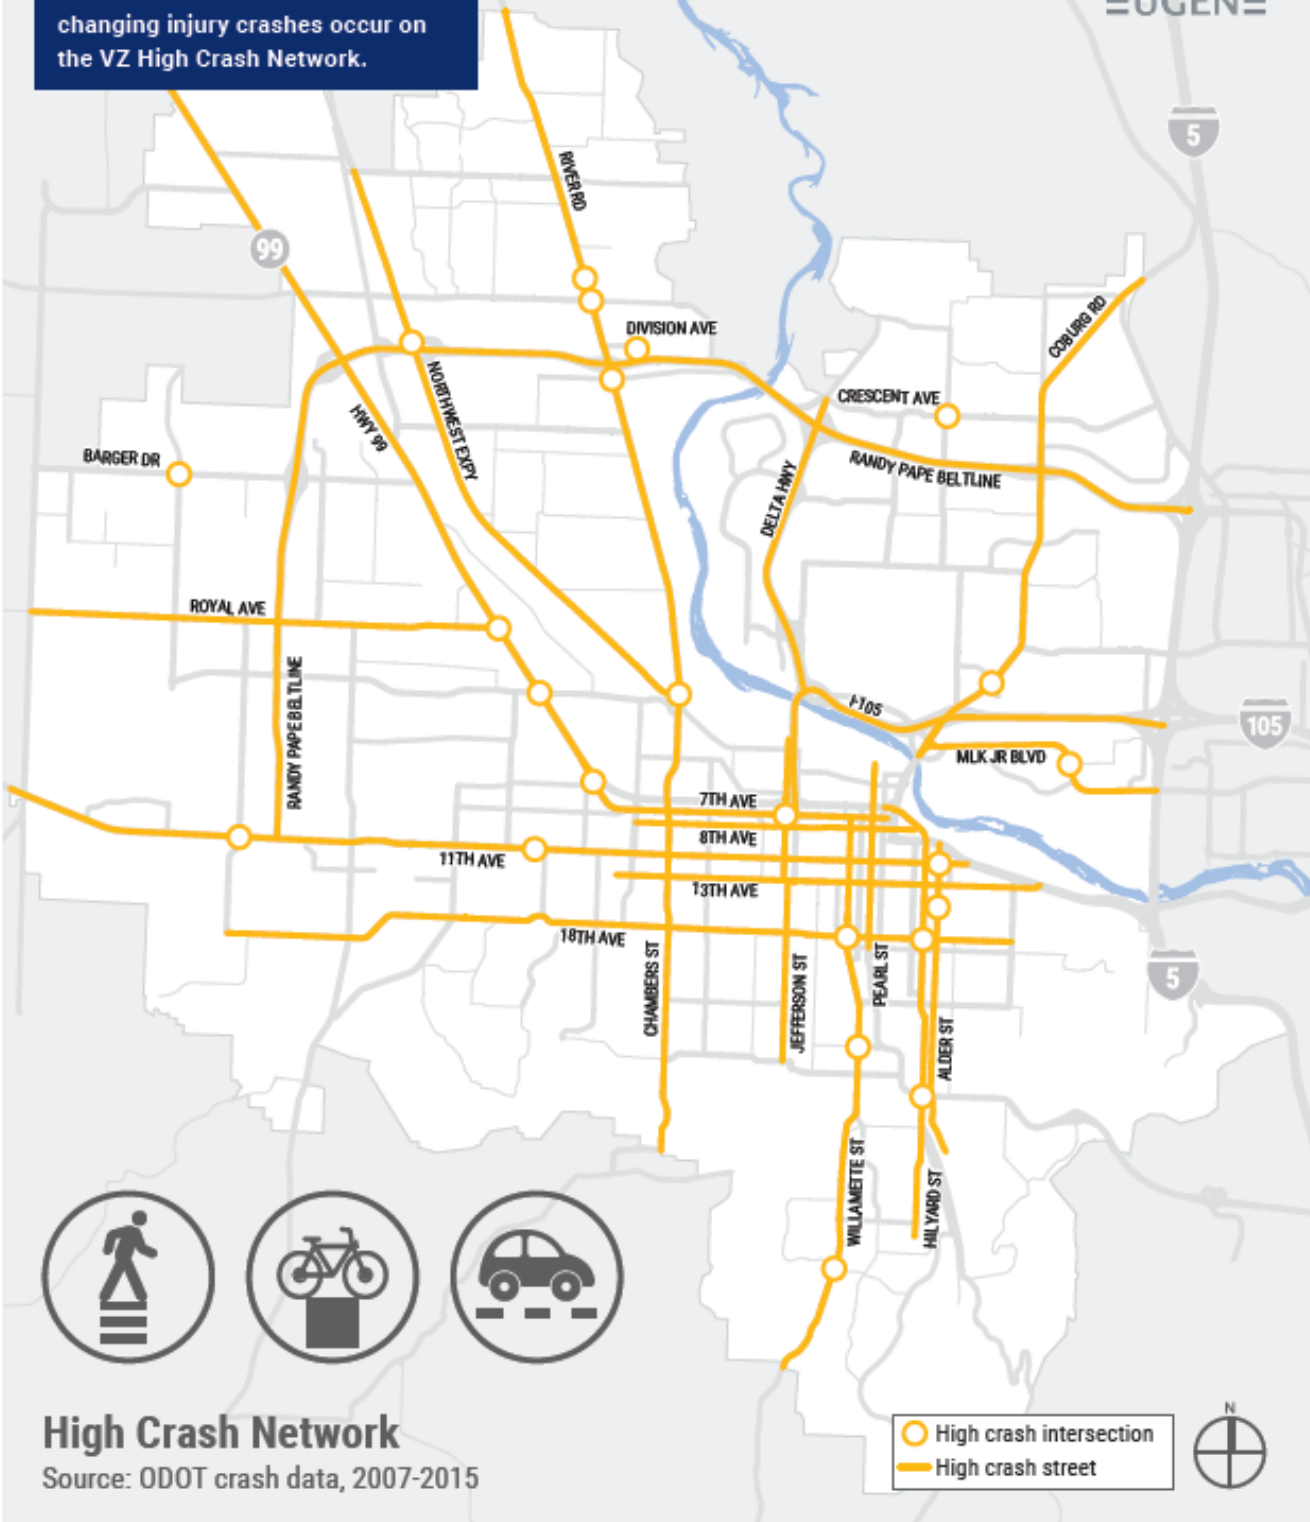 changing injury crashes occur on
the VZ High Crash Network.
EUGENE
5
RIVER RD
99
DIVISION AVE
COBURG RD
NORTHWEST EXPY
CRESCENT AVE
HWY 99
BARGER DR
RANDY PAPE BELTLINE
DELTA HWY
ROYAL AVE
RANDY PAPE BELTLINE
I-105
105
MLK JR BLVD
7TH AVE
8TH AVE
11TH AVE
13TH AVE
18TH AVE
CHAMBERS ST
JEFFERSON ST
PEARL ST
5
ALDER ST
WILLAMETTE ST
HILYARD ST
High Crash Network
Source: ODOT crash data, 2007-2015
High crash intersection
High crash street
N